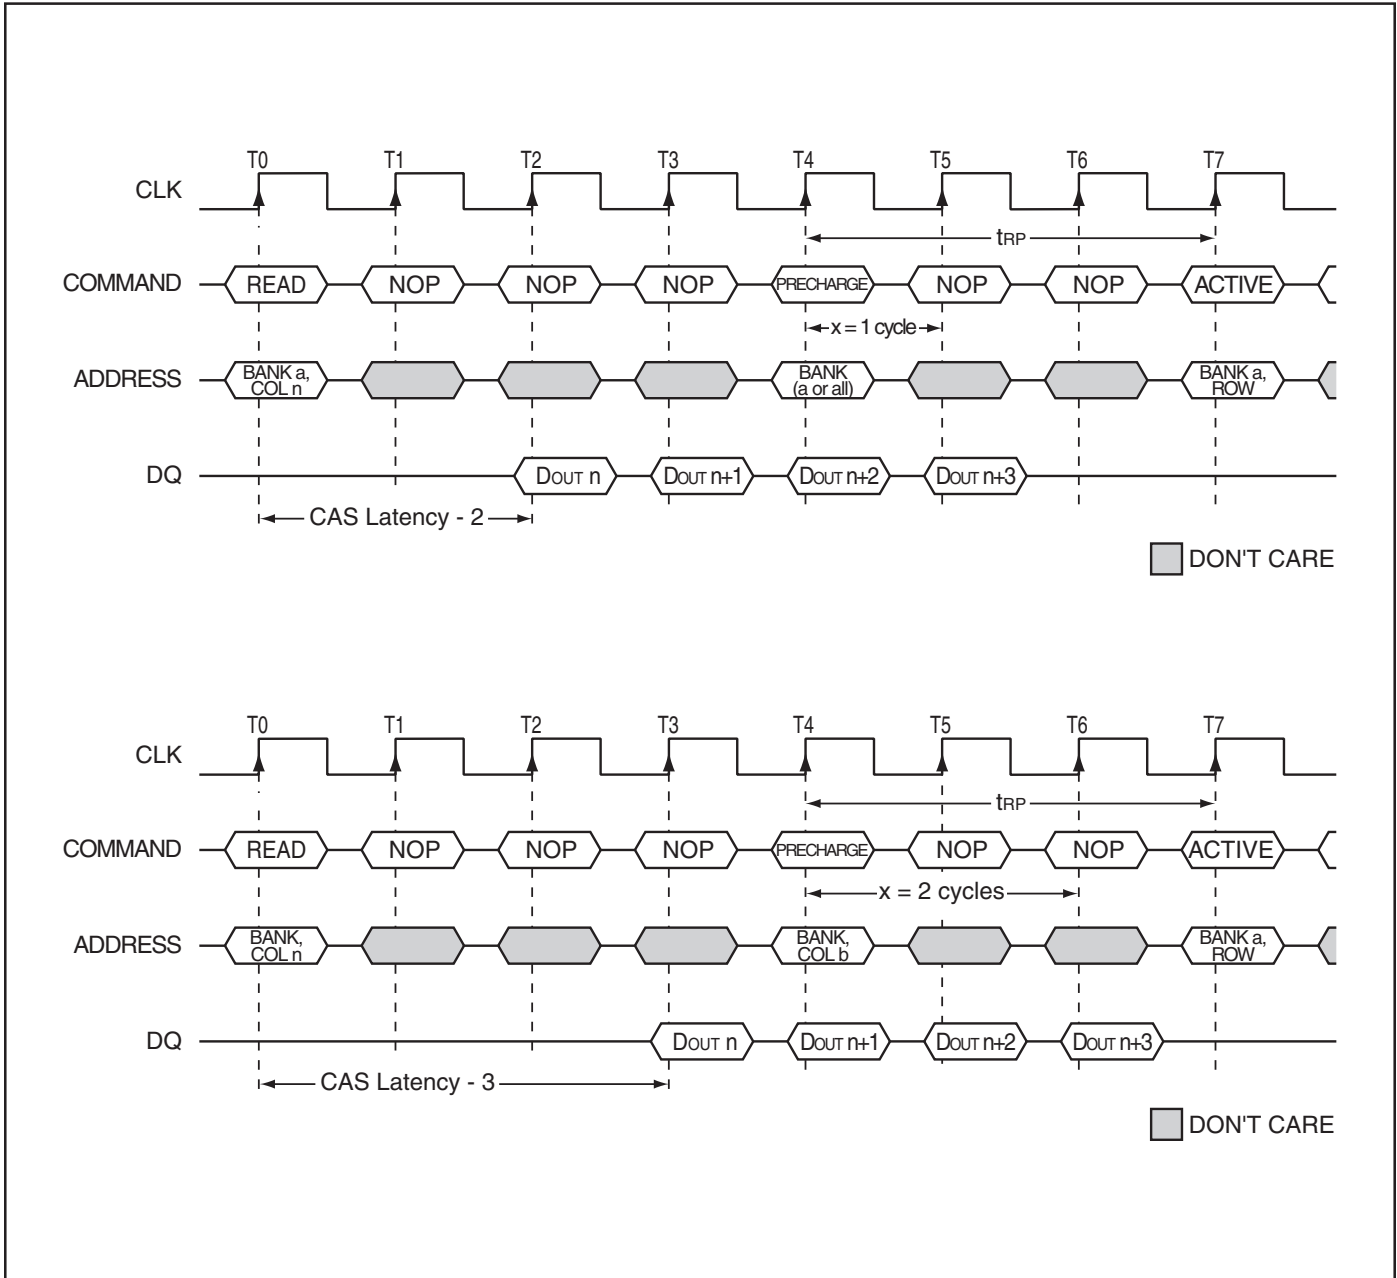 T0 T1 T2 T3 T4 T5 T6 T7
CLK
tRP
COMMAND READ NOP NOP NOP PRECHARGE NOP NOP ACTIVE
x = 1 cycle
ADDRESS BANK a, COL n BANK (a or all) BANK a, ROW
DQ DOUT n DOUT n+1 DOUT n+2 DOUT n+3
CAS Latency - 2
DON'T CARE
T0 T1 T2 T3 T4 T5 T6 T7
CLK
tRP
COMMAND READ NOP NOP NOP PRECHARGE NOP NOP ACTIVE
x = 2 cycles
ADDRESS BANK, COL n BANK, COL b BANK a, ROW
DQ DOUT n DOUT n+1 DOUT n+2 DOUT n+3
CAS Latency - 3
DON'T CARE